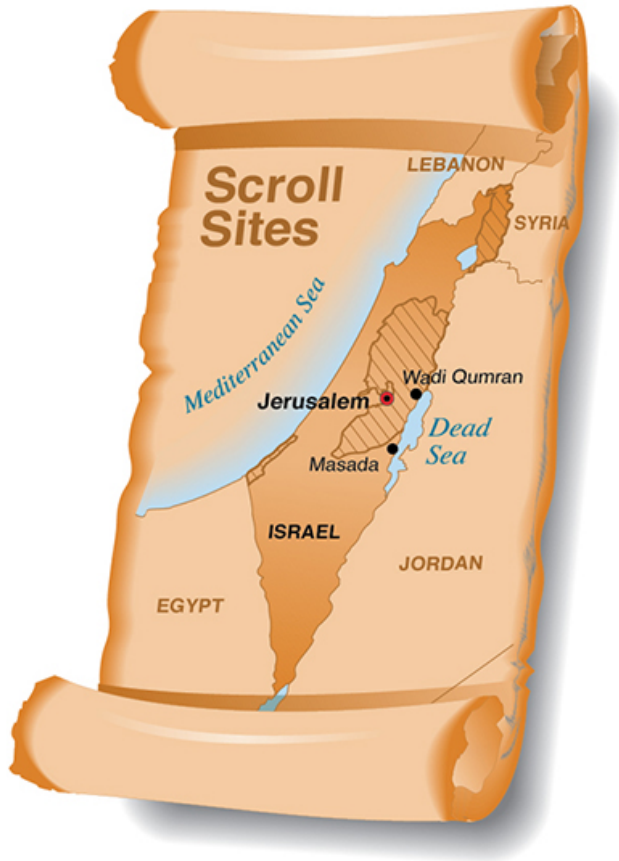 Scroll
Sites
LEBANON
SYRIA
Mediterranean Sea
Wadi Qumran
Jerusalem
Dead
Sea
Masada
ISRAEL
JORDAN
EGYPT